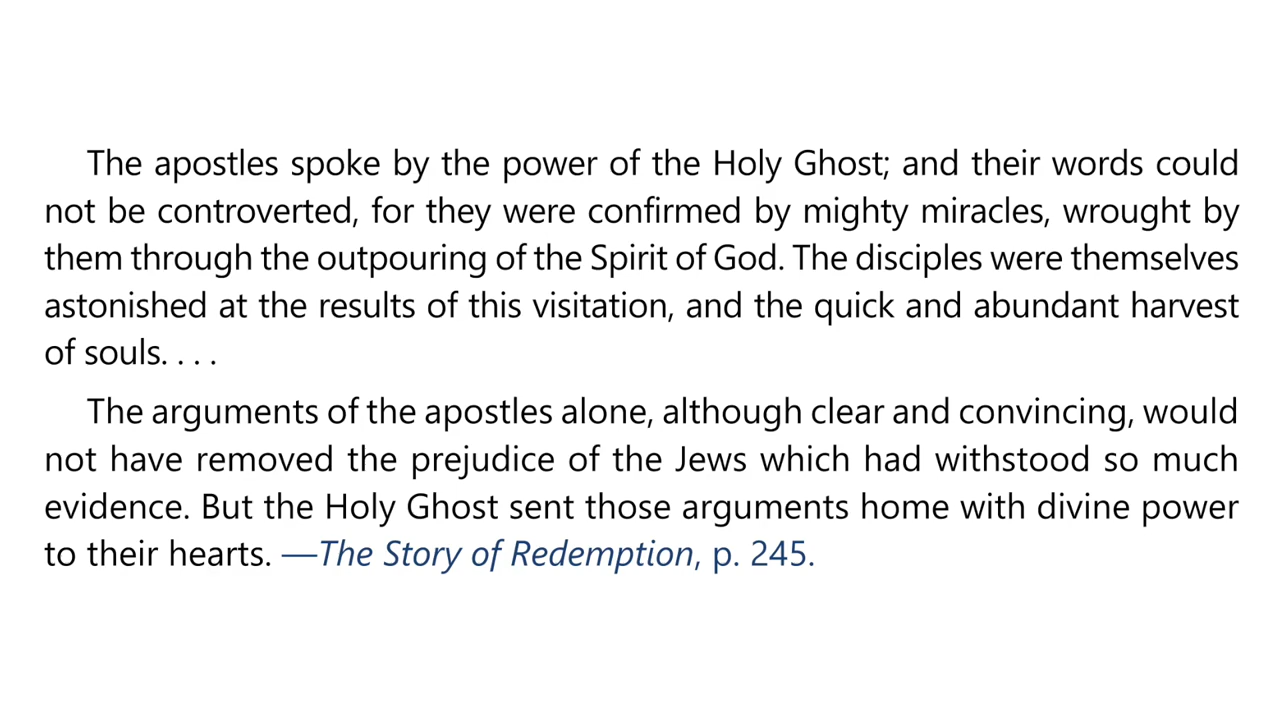 The apostles spoke by the power of the Holy Ghost; and their words could
not be controverted, for they were confirmed by mighty miracles, wrought by
them through the outpouring of the Spirit of God. The disciples were themselves
astonished at the results of this visitation, and the quick and abundant harvest
of souls. . . .
The arguments of the apostles alone, although clear and convincing, would
not have removed the prejudice of the Jews which had withstood so much
evidence. But the Holy Ghost sent those arguments home with divine power
to their hearts. —The Story of Redemption, p. 245.